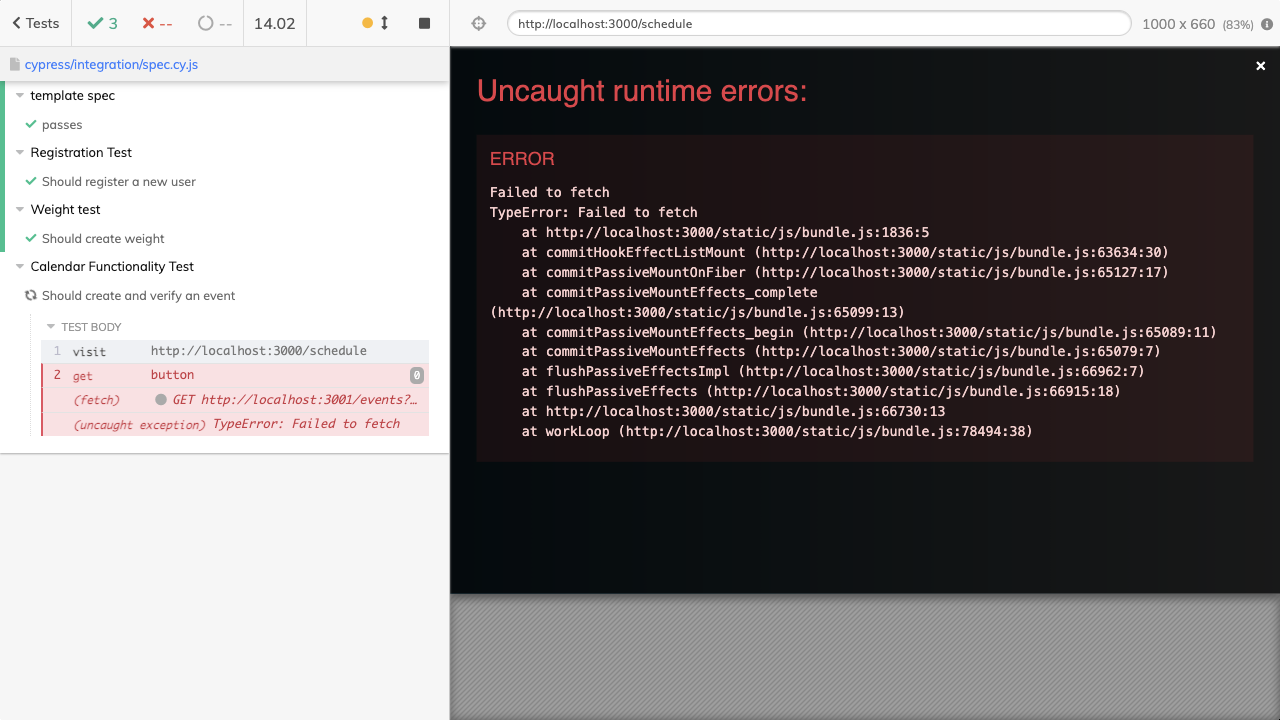 Tests
3
--
--
14.02
http://localhost:3000/schedule
1000 x 660 (83%)
cypress/integration/spec.cy.js
template spec
passes
Registration Test
Should register a new user
Weight test
Should create weight
Calendar Functionality Test
Should create and verify an event
TEST BODY
1 visit http://localhost:3000/schedule
2 get button 0
(fetch) GET http://localhost:3001/events?…
(uncaught exception) TypeError: Failed to fetch
Uncaught runtime errors:
ERROR
Failed to fetch
TypeError: Failed to fetch
at http://localhost:3000/static/js/bundle.js:1836:5
at commitHookEffectListMount (http://localhost:3000/static/js/bundle.js:63634:30)
at commitPassiveMountOnFiber (http://localhost:3000/static/js/bundle.js:65127:17)
at commitPassiveMountEffects_complete
(http://localhost:3000/static/js/bundle.js:65099:13)
at commitPassiveMountEffects_begin (http://localhost:3000/static/js/bundle.js:65089:11)
at commitPassiveMountEffects (http://localhost:3000/static/js/bundle.js:65079:7)
at flushPassiveEffectsImpl (http://localhost:3000/static/js/bundle.js:66962:7)
at flushPassiveEffects (http://localhost:3000/static/js/bundle.js:66915:18)
at http://localhost:3000/static/js/bundle.js:66730:13
at workLoop (http://localhost:3000/static/js/bundle.js:78494:38)